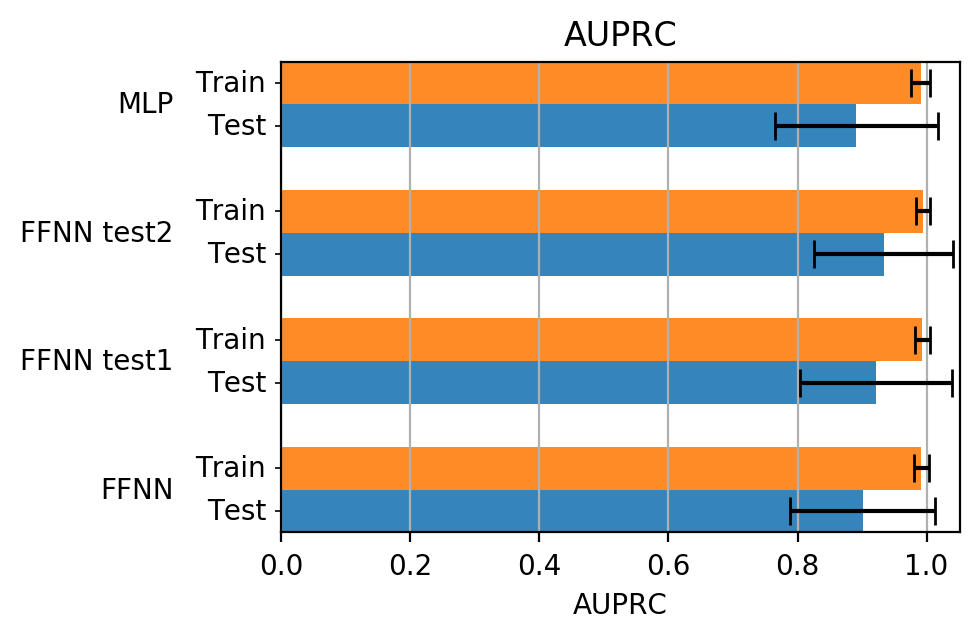 AUPRC
MLP
Train
Test
FFNN test2
Train
Test
FFNN test1
Train
Test
FFNN
Train
Test
0.0 0.2 0.4 0.6 0.8 1.0
AUPRC